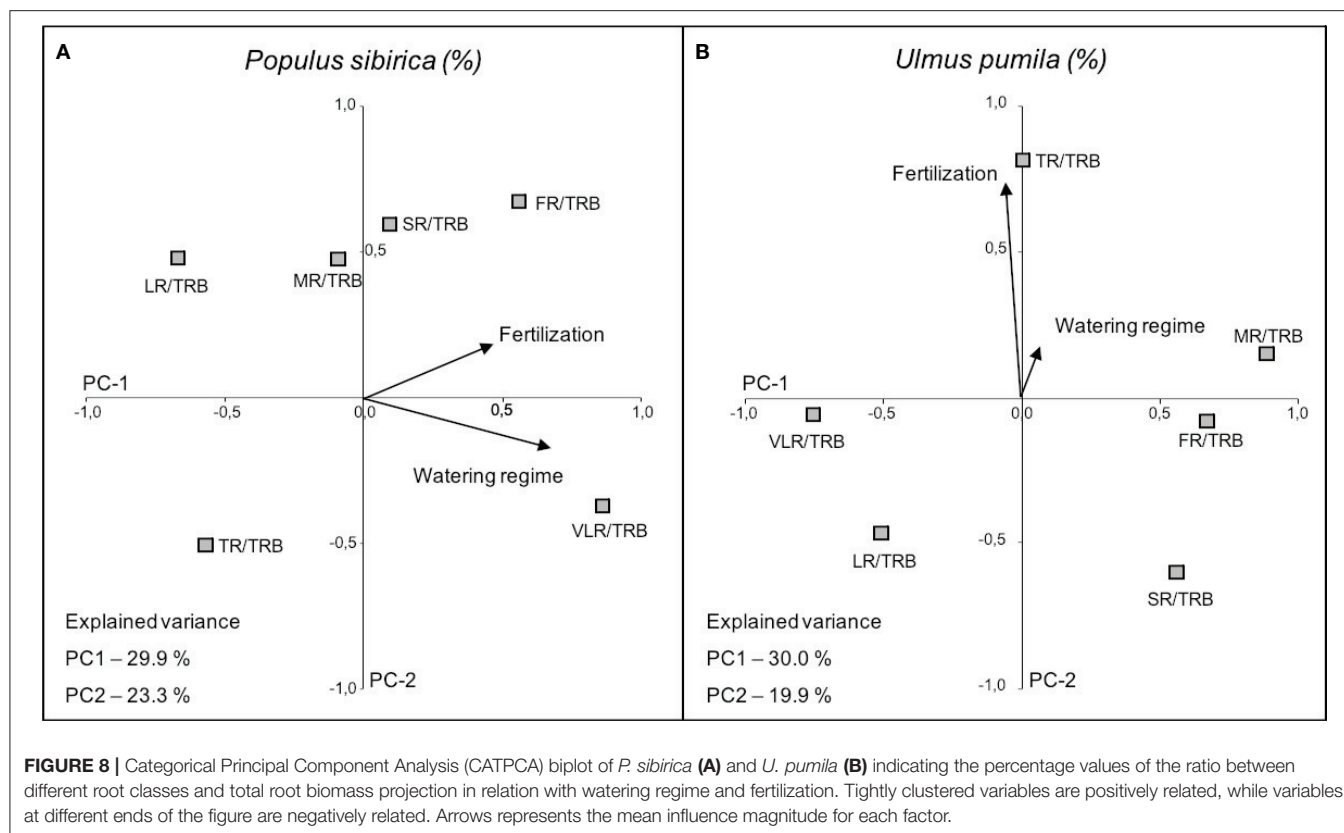 A
Populus sibirica (%)
1,0
FR/TRB
SR/TRB
0,5
LR/TRB
MR/TRB
Fertilization
PC-1
-1,0
-0,5
0,0
0,5
1,0
Watering regime
VLR/TRB
TR/TRB
-0,5
Explained variance
PC1 – 29.9 %
PC2 – 23.3 %
-1,0
PC-2
B
Ulmus pumila (%)
1,0
TR/TRB
Fertilization
0,5
Watering regime
MR/TRB
PC-1
-1,0
-0,5
0,0
0,5
1,0
VLR/TRB
FR/TRB
-0,5
LR/TRB
SR/TRB
Explained variance
PC1 – 30.0 %
PC2 – 19.9 %
-1,0
PC-2
FIGURE 8 | Categorical Principal Component Analysis (CATPCA) biplot of P. sibirica (A) and U. pumila (B) indicating the percentage values of the ratio between
different root classes and total root biomass projection in relation with watering regime and fertilization. Tightly clustered variables are positively related, while variables
at different ends of the figure are negatively related. Arrows represents the mean influence magnitude for each factor.